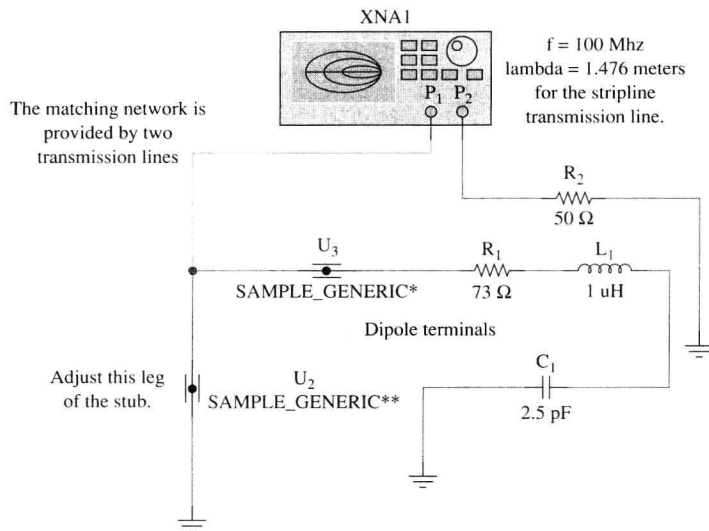 XNA1
f = 100 Mhz
lambda = 1.476 meters
for the stripline
transmission line.
P1 P2
The matching network is
provided by two
transmission lines
R2
50 Ω
U3
SAMPLE_GENERIC*
R1
73 Ω
L1
1 uH
Dipole terminals
Adjust this leg
of the stub.
U2
SAMPLE_GENERIC**
C1
2.5 pF